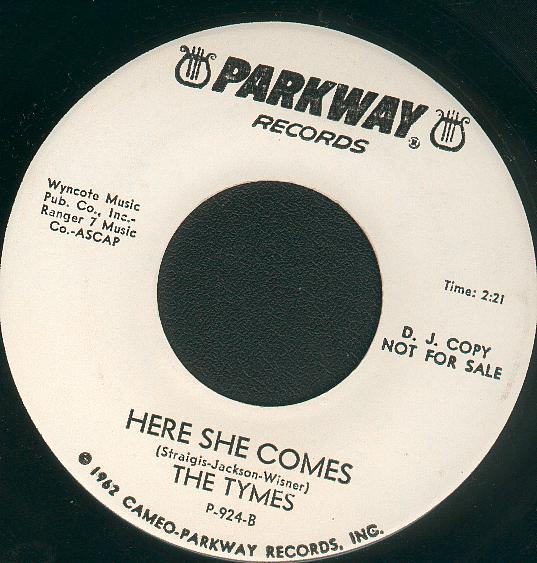 PARKWAY®
RECORDS
Wyncote Music
Pub. Co., Inc.-
Ranger 7 Music
Co.-ASCAP
Time: 2:21
D. J. COPY
NOT FOR SALE
HERE SHE COMES
(Straigis-Jackson-Wisner)
THE TYMES
P-924-B
℗ 1962 CAMEO-PARKWAY RECORDS, INC.